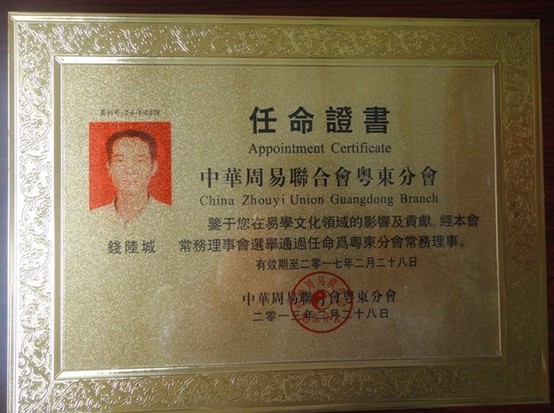 任命證書
Appointment Certificate
中華周易聯合會粵東分會
China Zhouyi Union Guangdong Branch
鑒于您在易學文化領域的影響及貢獻,經本會
常務理事會選舉通過任命爲粵東分會常務理事。
有效期至二零一七年二月二十八日
錢陸城
中華周易聯合會粵東分會
二零一三年二月二十八日